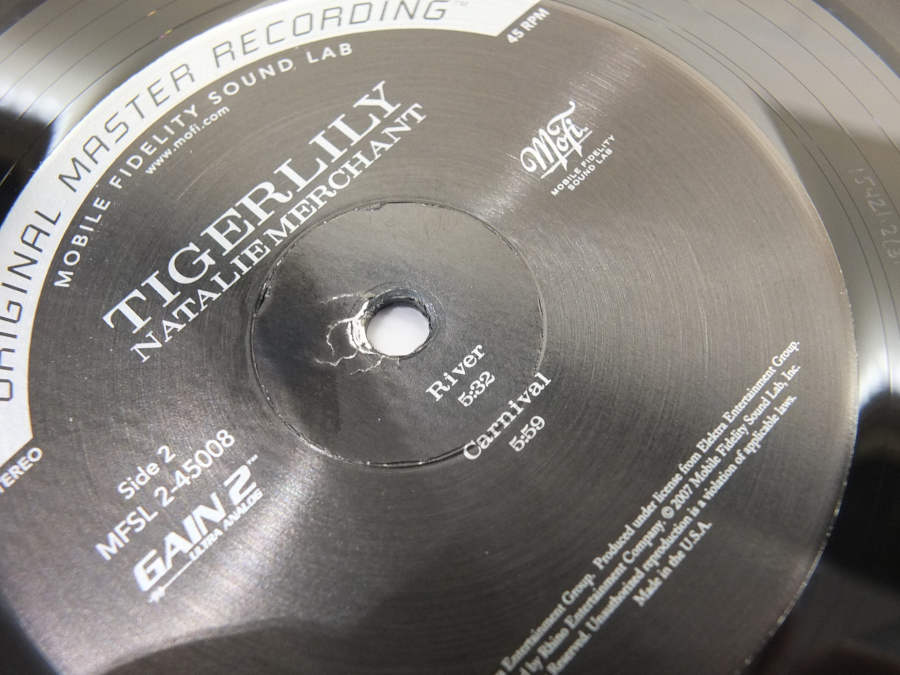 ORIGINAL MASTER RECORDING™
MOBILE FIDELITY SOUND LAB
www.mofi.com
45 RPM
TIGERLILY
NATALIE MERCHANT
MoFi
MOBILE FIDELITY
SOUND LAB
River
5:32
Carnival
5:59
STEREO
Side 2
MFSL 2-45008
GAIN 2™
ULTRA ANALOG
Entertainment Group. Produced under license from Elektra Entertainment Group.
by Rhino Entertainment Company. © 2007 Mobile Fidelity Sound Lab, Inc.
Reserved. Unauthorized reproduction is a violation of applicable laws.
Made in the U.S.A.